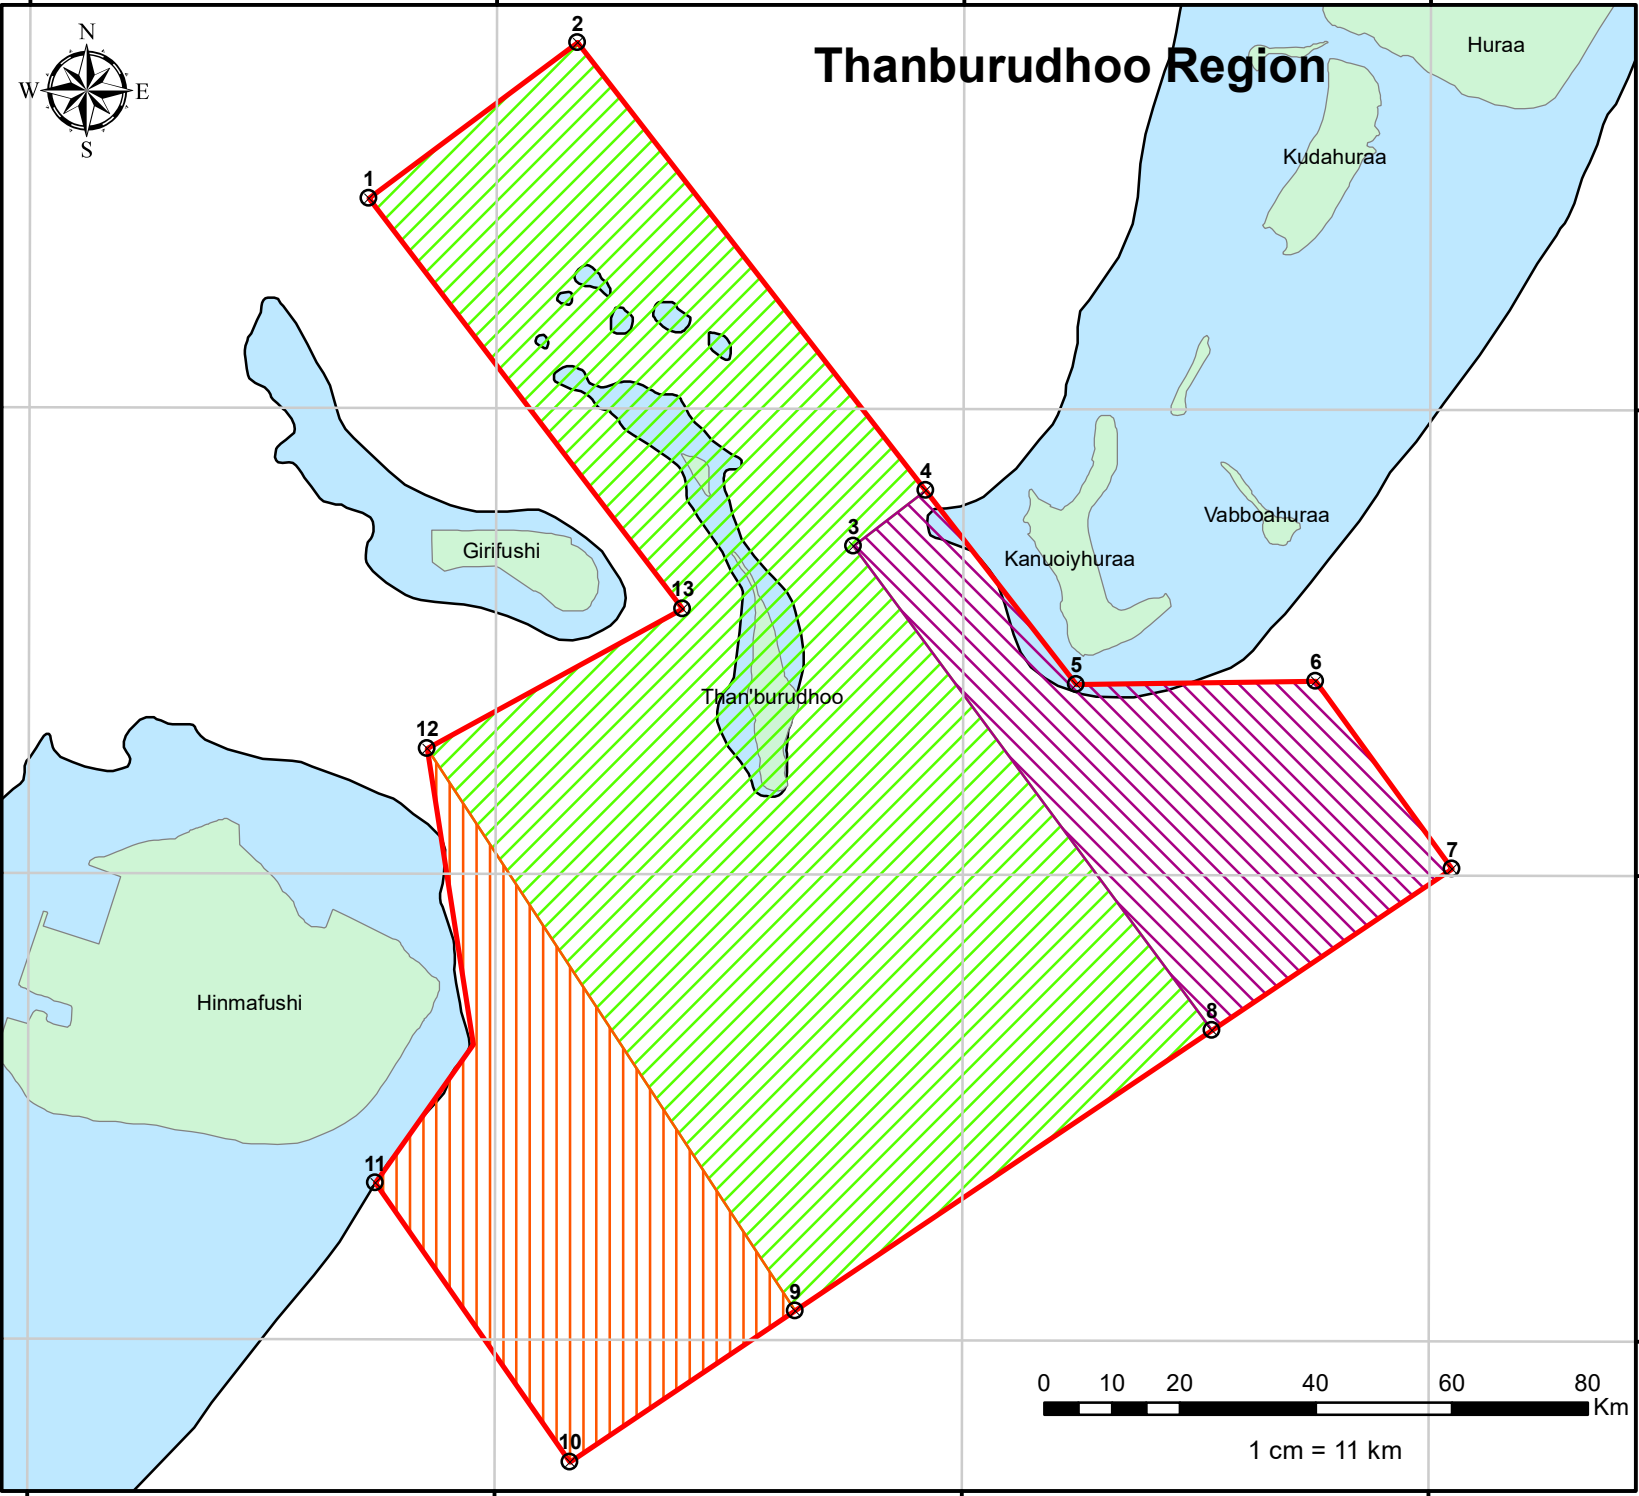 2
N
Thanburudhoo Region
Huraa
W E
S
Kudahuraa
1
4
Vabboahuraa
3
Girifushi
Kanuoiyhuraa
13
6
5
Than'burudhoo
12
7
Hinmafushi
8
11
9
0 10 20 40 60 80
Km
10
1 cm = 11 km